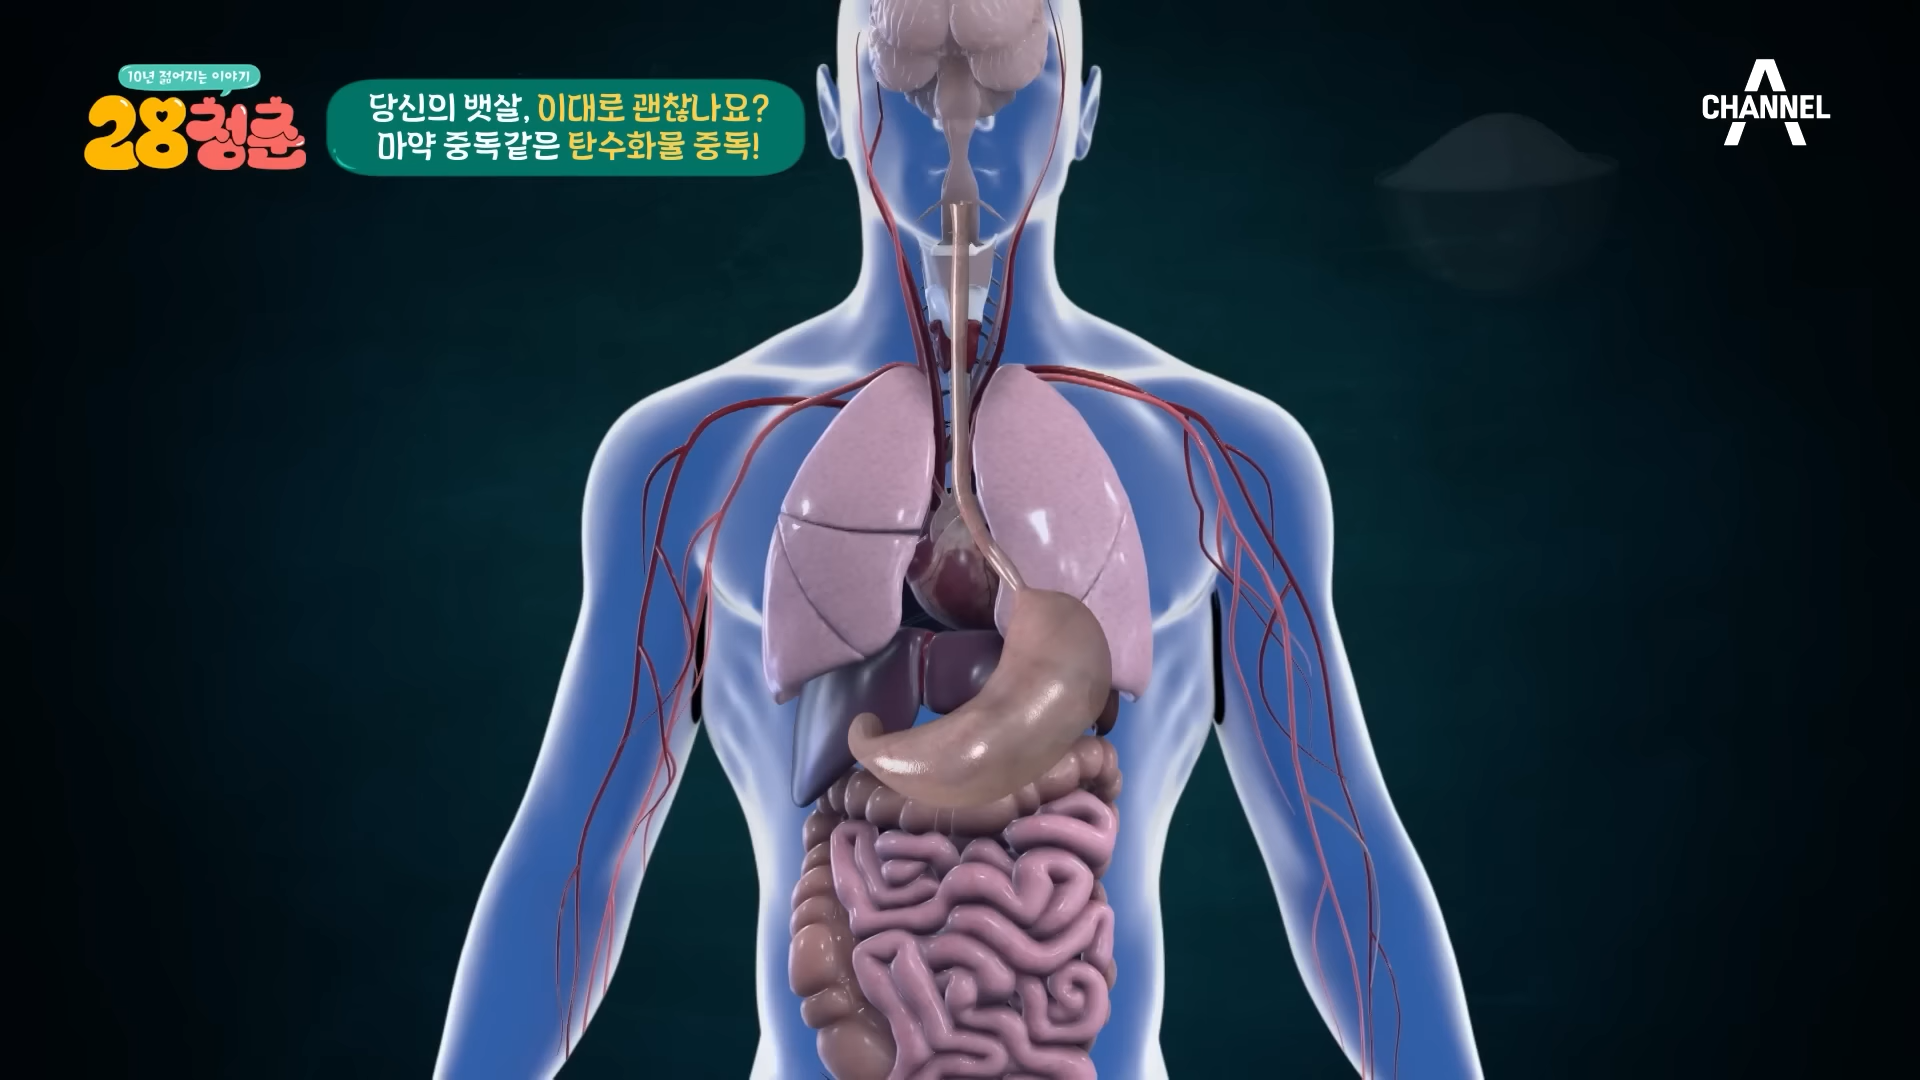 10년 젊어지는 이야기
28청춘
당신의 뱃살, 이대로 괜찮나요?
마약 중독같은 탄수화물 중독!
CHANNEL A